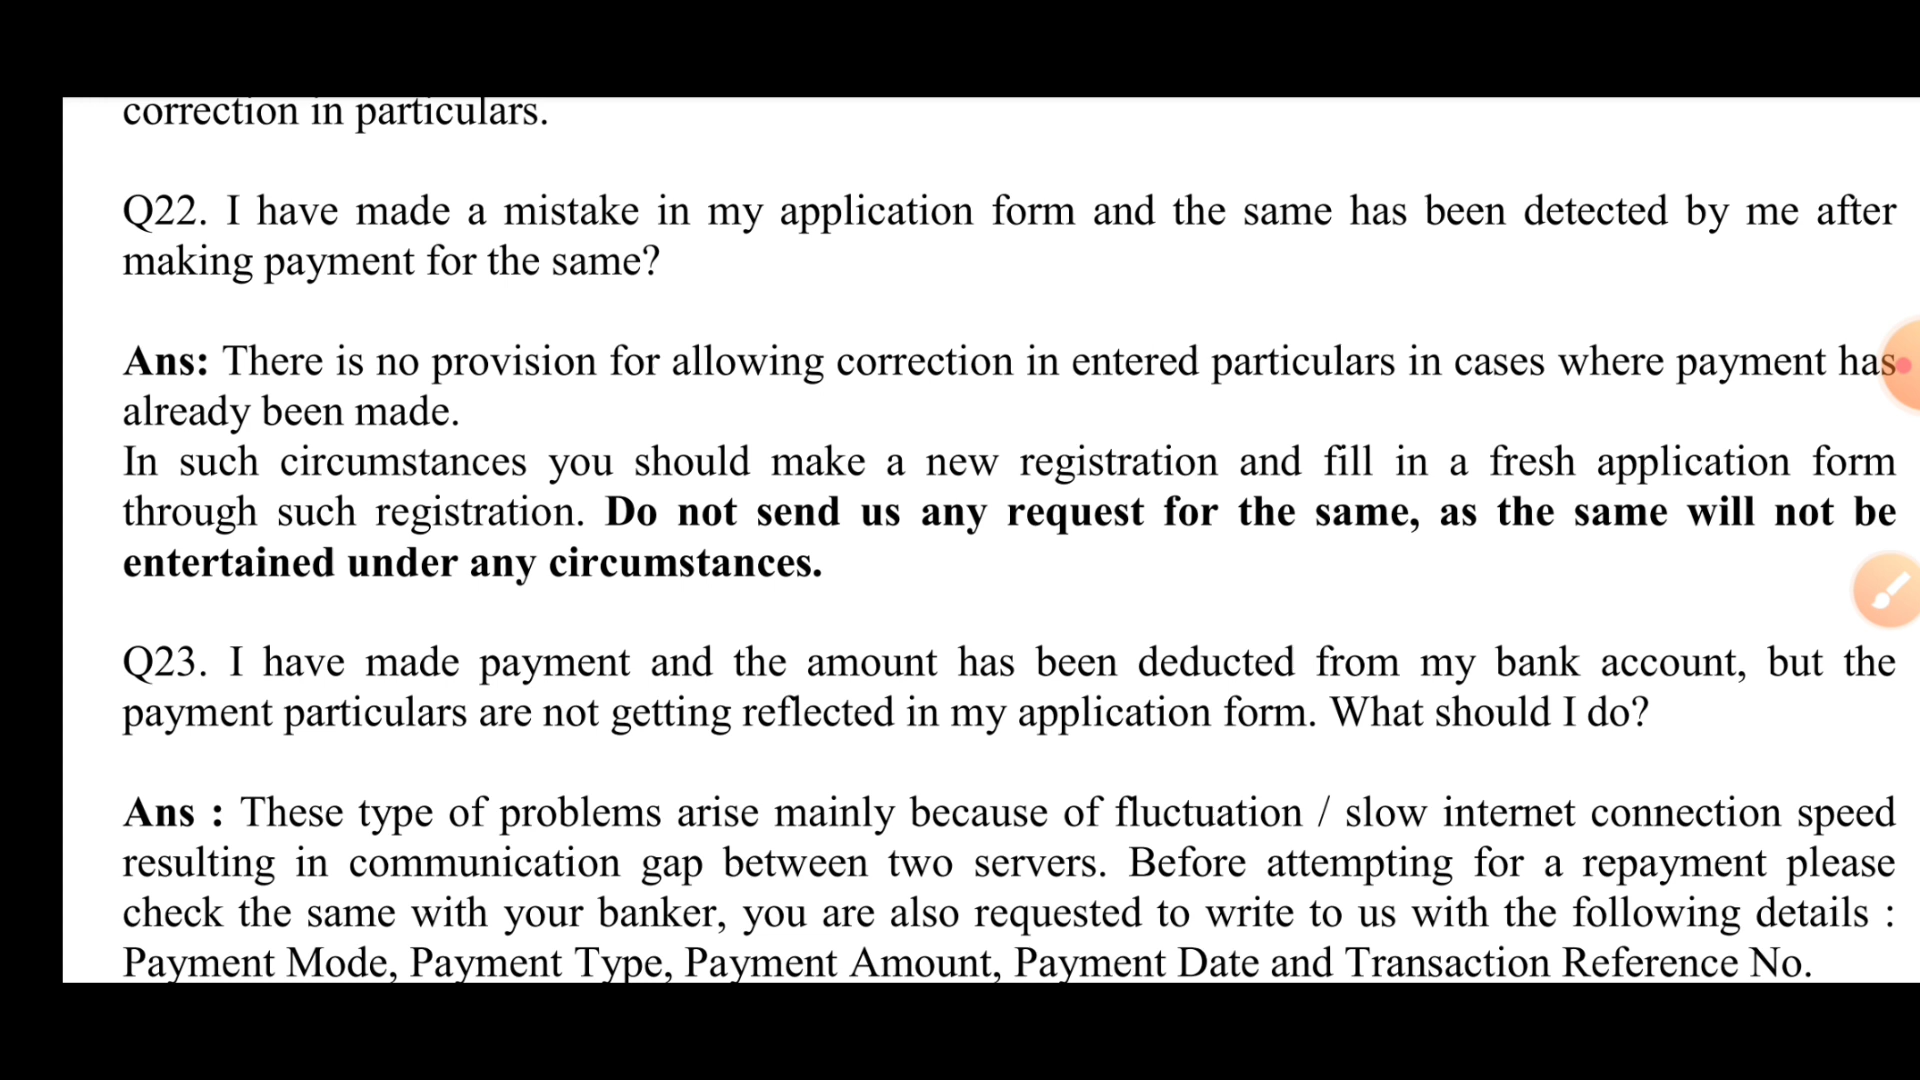 correction in particulars.
Q22. I have made a mistake in my application form and the same has been detected by me after
making payment for the same?
Ans: There is no provision for allowing correction in entered particulars in cases where payment has
already been made.
In such circumstances you should make a new registration and fill in a fresh application form
through such registration. Do not send us any request for the same, as the same will not be
entertained under any circumstances.
Q23. I have made payment and the amount has been deducted from my bank account, but the
payment particulars are not getting reflected in my application form. What should I do?
Ans : These type of problems arise mainly because of fluctuation / slow internet connection speed
resulting in communication gap between two servers. Before attempting for a repayment please
check the same with your banker, you are also requested to write to us with the following details :
Payment Mode, Payment Type, Payment Amount, Payment Date and Transaction Reference No.